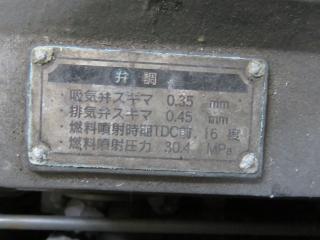 弁調
・吸気弁スキマ 0.35 mm
・排気弁スキマ 0.45 mm
・燃料噴射時期TDC前 16 度
・燃料噴射圧力 30.4 MPa